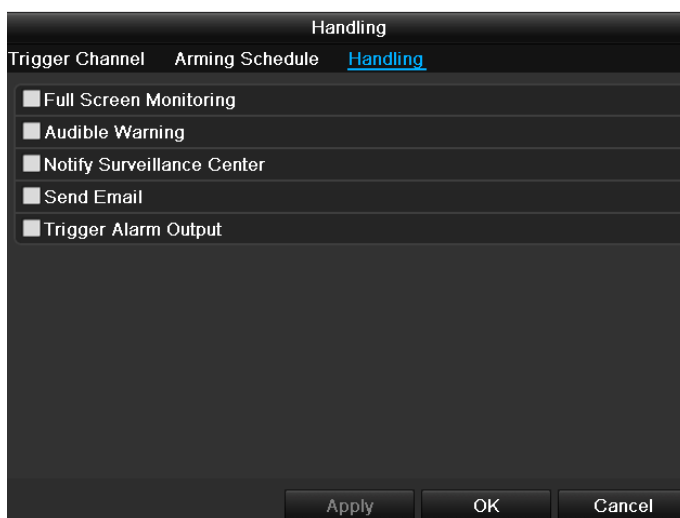 Handling
Trigger Channel Arming Schedule Handling
Full Screen Monitoring
Audible Warning
Notify Surveillance Center
Send Email
Trigger Alarm Output
Apply OK Cancel